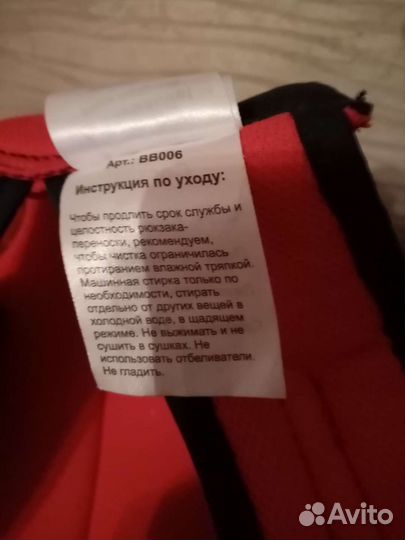 Арт.: BB006
Инструкция по уходу:
Чтобы продлить срок службы и
целостность рюкзака-
переноски, рекомендуем,
чтобы чистка ограничилась
протиранием влажной тряпкой.
Машинная стирка только по
необходимости, стирать
отдельно от других вещей в
холодной воде, в щадящем
режиме. Не выжимать и не
сушить в сушках. Не
использовать отбеливатели.
Не гладить.
Avito